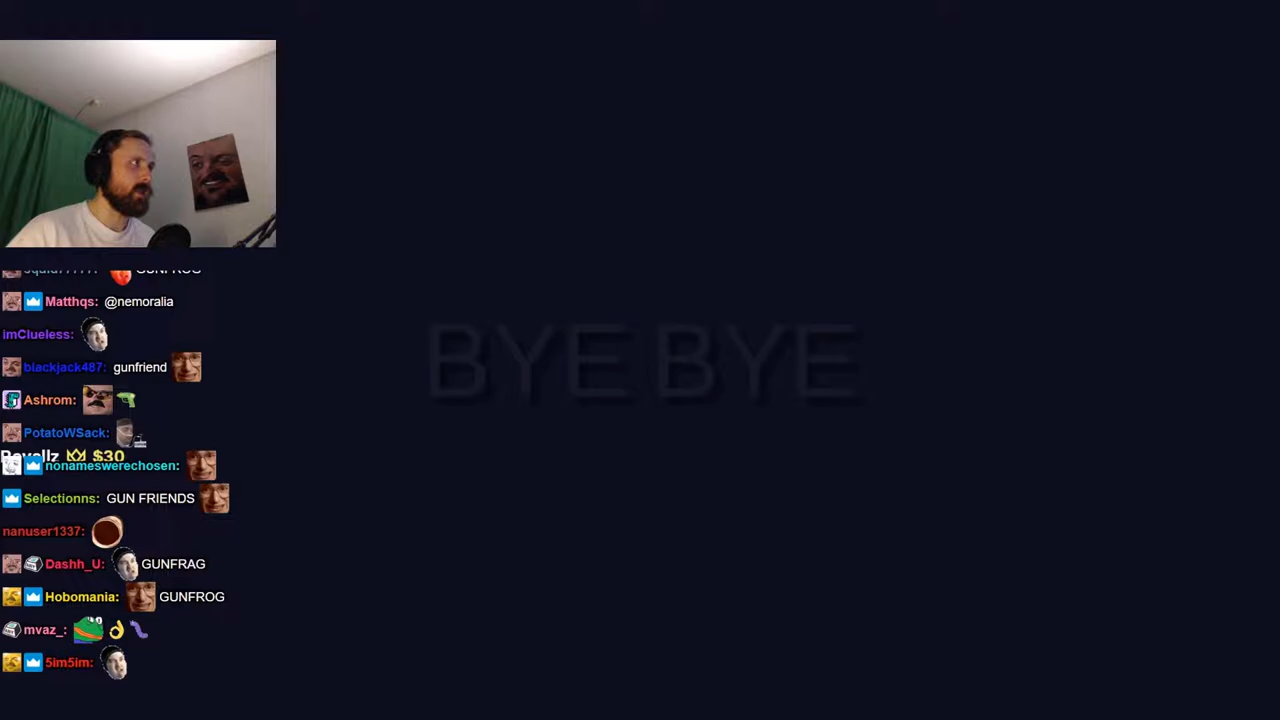 GUNFROG
Matthqs: @nemoralia
imClueless:
blackjack487: gunfriend
Ashrom:
PotatoWSack:
$30
nonameswerechosen:
Selectionns: GUN FRIENDS
nanuser1337:
Dashh_U: GUNFRAG
Hobomania: GUNFROG
mvaz_:
5im5im:
BYE BYE